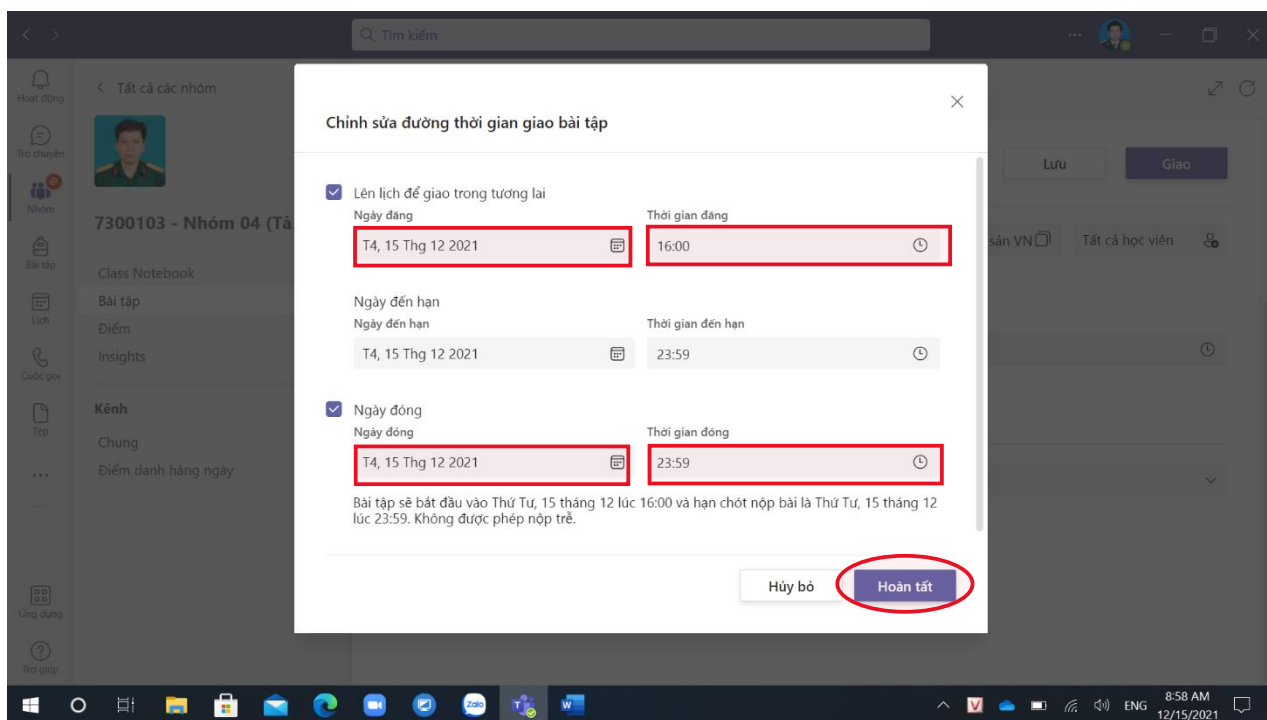 Tìm kiếm
Hoạt động
Trò chuyện
Nhóm
Bài tập
Lịch
Cuộc gọi
Tệp
Ứng dụng
Trợ giúp
Tất cả các nhóm
7300103 - Nhóm 04 (Tà
Class Notebook
Bài tập
Điểm
Insights
Kênh
Chung
Điểm danh hàng ngày
Lưu
Giao
sản VN
Tất cả học viên
Chỉnh sửa đường thời gian giao bài tập
Lên lịch để giao trong tương lai
Ngày đăng Thời gian đăng
T4, 15 Thg 12 2021 16:00
Ngày đến hạn
Ngày đến hạn Thời gian đến hạn
T4, 15 Thg 12 2021 23:59
Ngày đóng
Ngày đóng Thời gian đóng
T4, 15 Thg 12 2021 23:59
Bài tập sẽ bắt đầu vào Thứ Tư, 15 tháng 12 lúc 16:00 và hạn chót nộp bài là Thứ Tư, 15 tháng 12
lúc 23:59. Không được phép nộp trễ.
Hủy bỏ Hoàn tất
Zalo
ENG
8:58 AM
12/15/2021